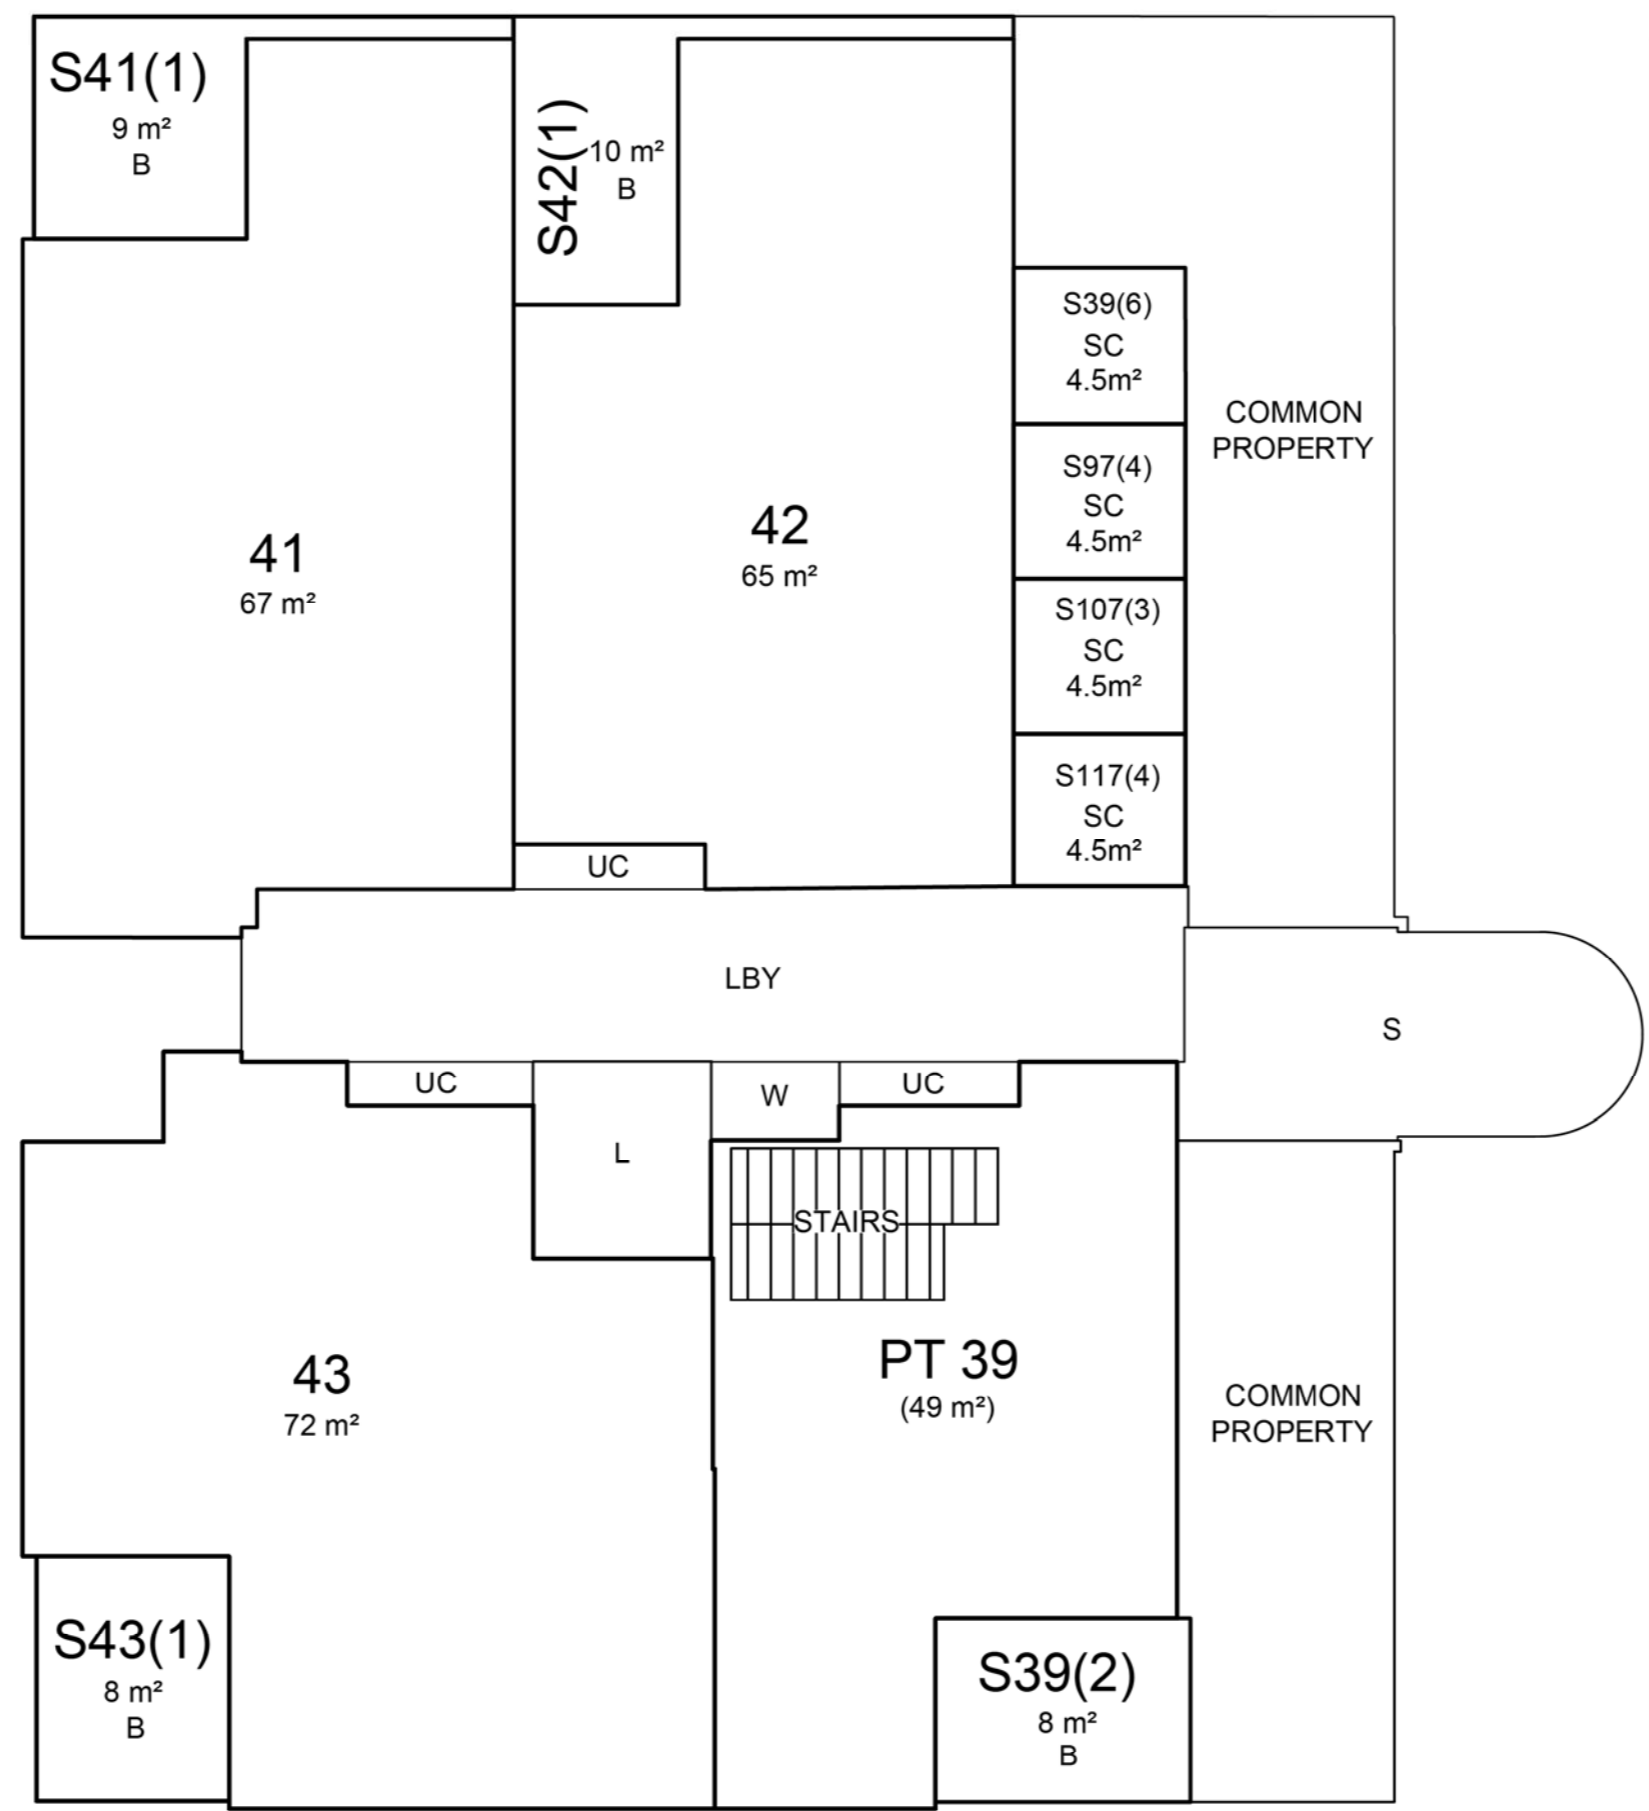 S41(1)
9 m²
B
S42(1)
10 m²
B
S39(6)
SC
4.5m²
COMMON
PROPERTY
S97(4)
SC
4.5m²
41
67 m²
42
65 m²
S107(3)
SC
4.5m²
S117(4)
SC
4.5m²
UC
LBY
S
UC
L
W
UC
STAIRS
43
72 m²
PT 39
(49 m²)
COMMON
PROPERTY
S43(1)
8 m²
B
S39(2)
8 m²
B